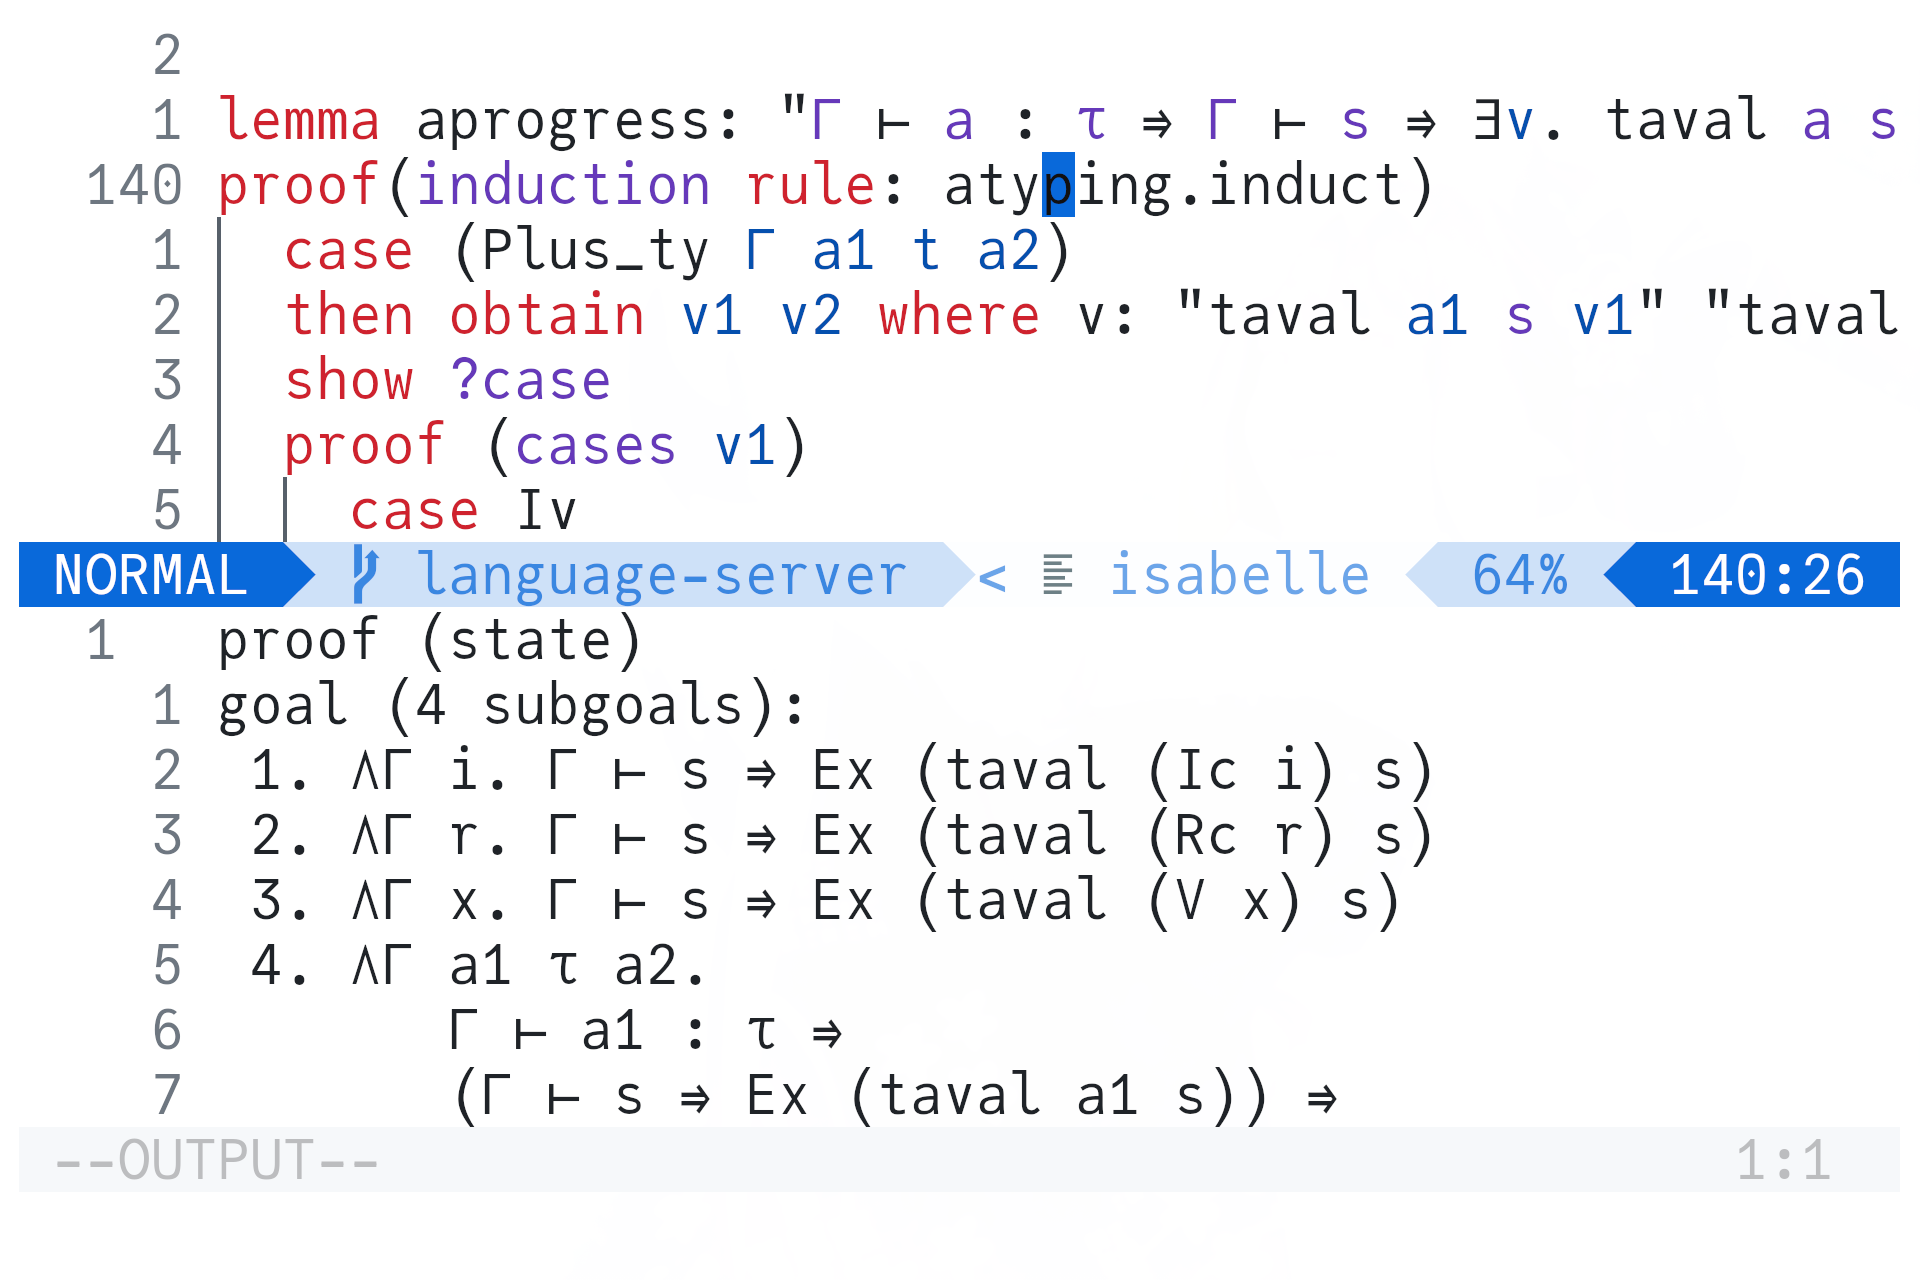 2
1 lemma aprogress: "Γ ⊢ a : τ ⇒ Γ ⊢ s ⇒ ∃v. taval a s
140 proof(induction rule: atyping.induct)
1 case (Plus_ty Γ a1 t a2)
2 then obtain v1 v2 where v: "taval a1 s v1" "taval
3 show ?case
4 proof (cases v1)
5 case Iv
NORMAL language-server < isabelle 64% 140:26
1 proof (state)
1 goal (4 subgoals):
2 1. ⋀Γ i. Γ ⊢ s ⇒ Ex (taval (Ic i) s)
3 2. ⋀Γ r. Γ ⊢ s ⇒ Ex (taval (Rc r) s)
4 3. ⋀Γ x. Γ ⊢ s ⇒ Ex (taval (V x) s)
5 4. ⋀Γ a1 τ a2.
6 Γ ⊢ a1 : τ ⇒
7 (Γ ⊢ s ⇒ Ex (taval a1 s)) ⇒
--OUTPUT-- 1:1